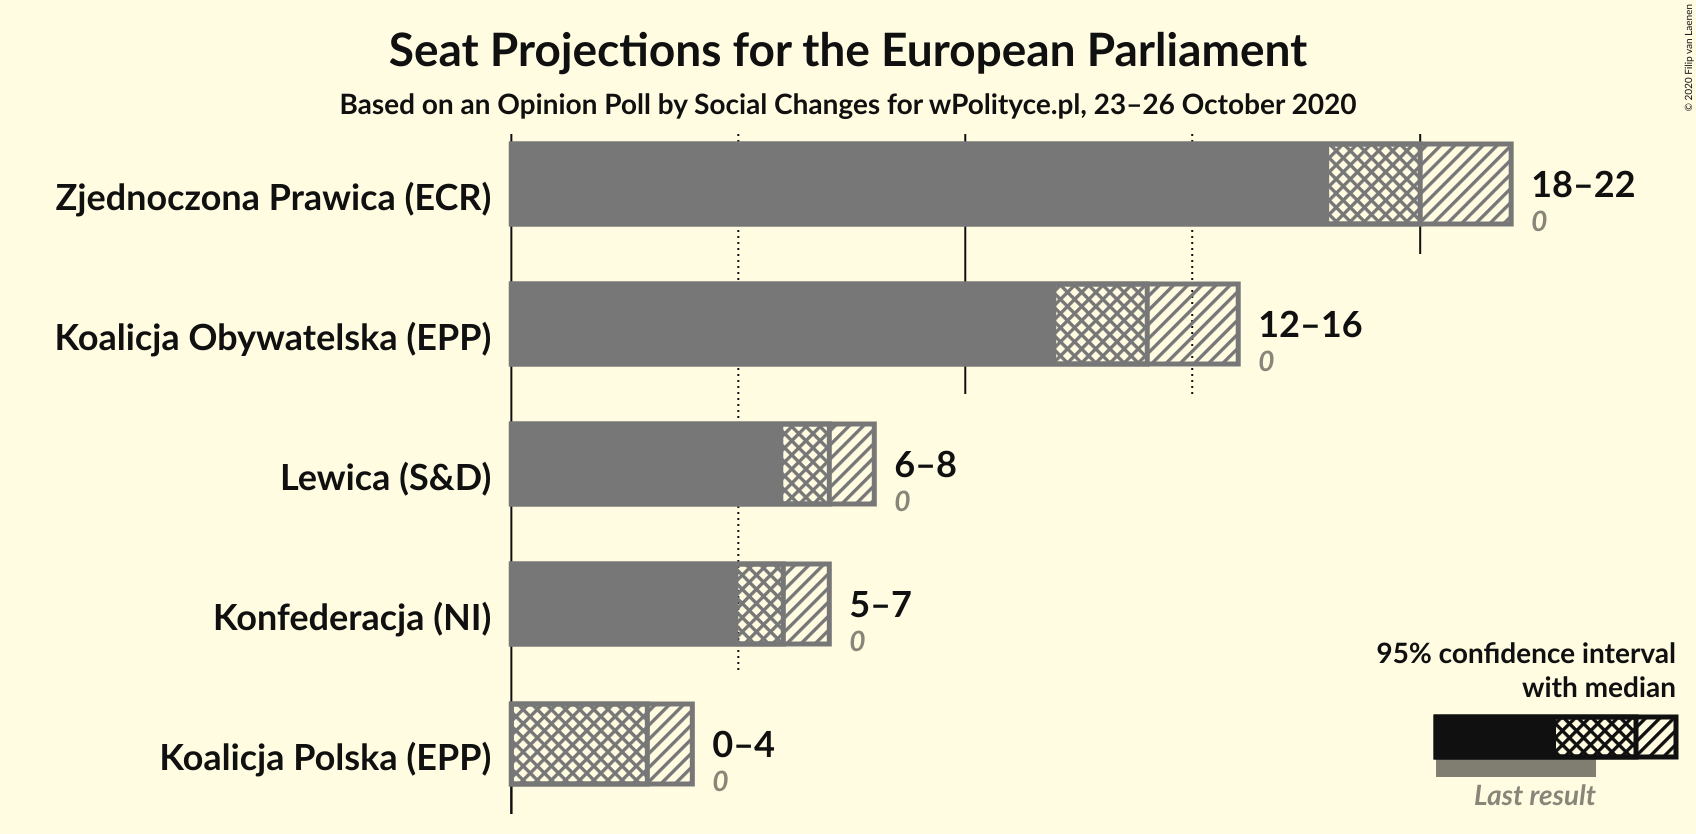 Seat Projections for the European Parliament
Based on an Opinion Poll by Social Changes for wPolityce.pl, 23–26 October 2020
© 2020 Filip van Laenen
Zjednoczona Prawica (ECR)
18–22
0
Koalicja Obywatelska (EPP)
12–16
0
Lewica (S&D)
6–8
0
Konfederacja (NI)
5–7
0
Koalicja Polska (EPP)
0–4
0
95% confidence interval
with median
Last result